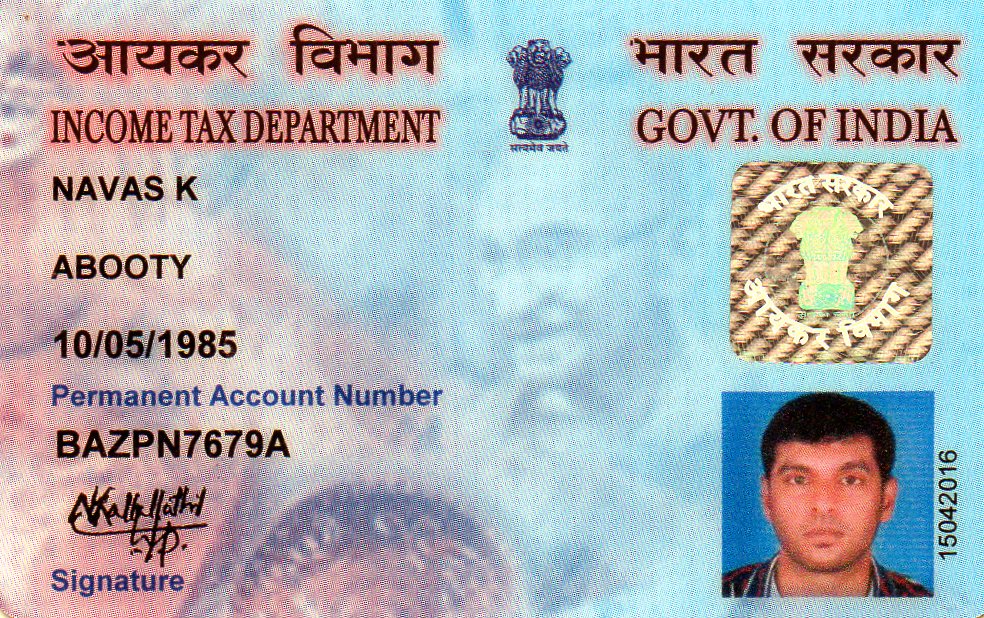 आयकर विभाग
INCOME TAX DEPARTMENT
सत्यमेव जयते
भारत सरकार
GOVT. OF INDIA
NAVAS K
ABOOTY
10/05/1985
Permanent Account Number
BAZPN7679A
Signature
भारत सरकार
आयकर विभाग
15042016